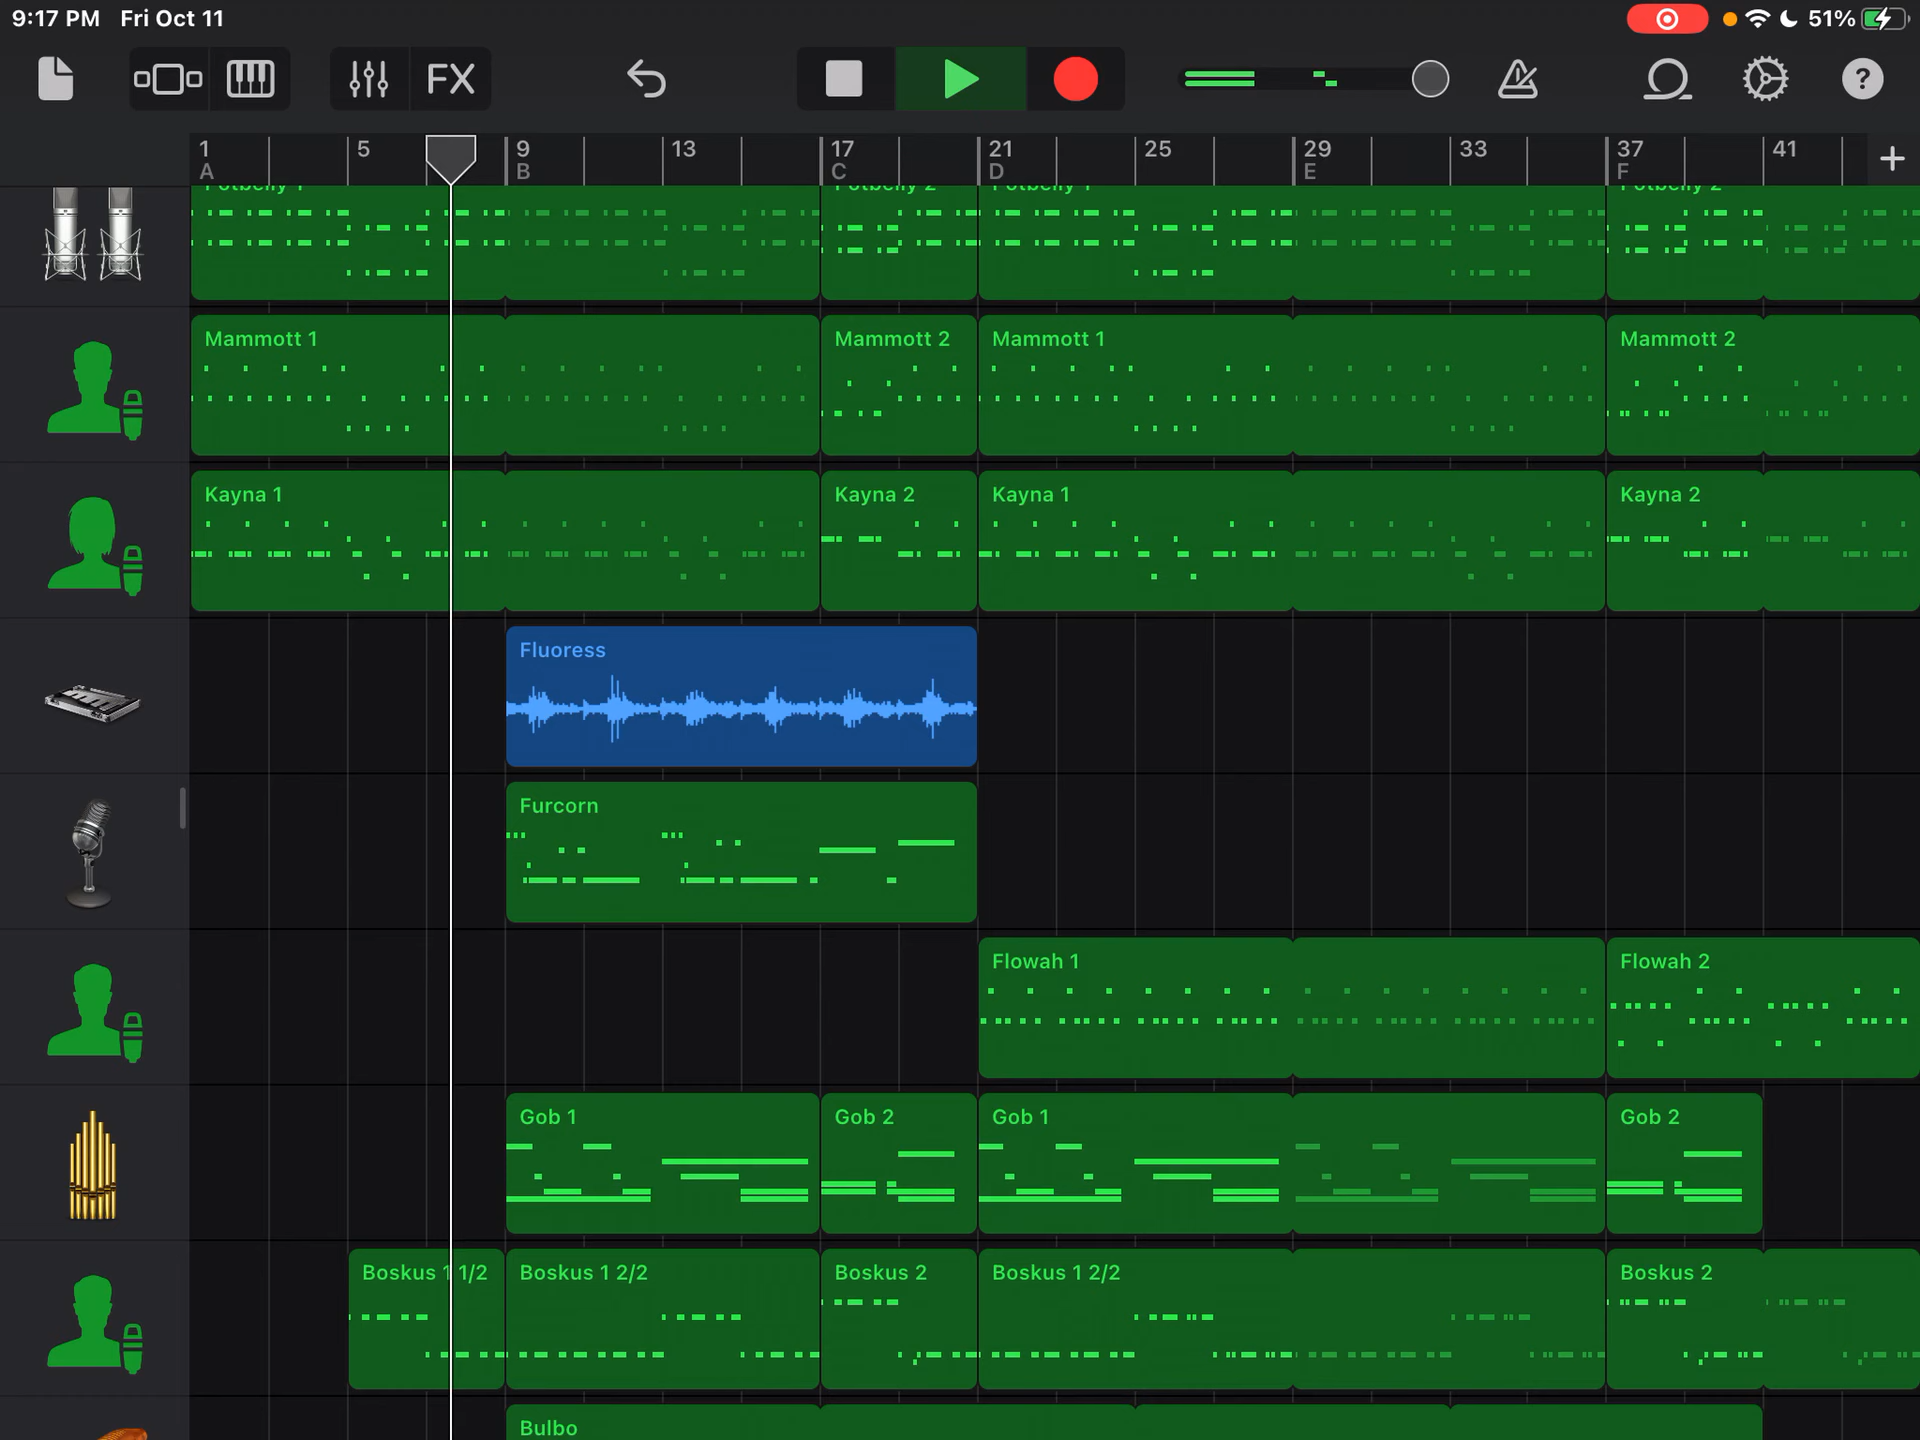 9:17 PM Fri Oct 11 51%
FX ?
1 5 9 13 17 21 25 29 33 37 41 +
A B C D E F
Potbelly 1 Potbelly 2 Potbelly 1 Potbelly 2
Mammott 1 Mammott 2 Mammott 1 Mammott 2
Kayna 1 Kayna 2 Kayna 1 Kayna 2
Fluoress
Furcorn
Flowah 1 Flowah 2
Gob 1 Gob 2 Gob 1 Gob 2
Boskus 1 1/2 Boskus 1 2/2 Boskus 2 Boskus 1 2/2 Boskus 2
Bulbo